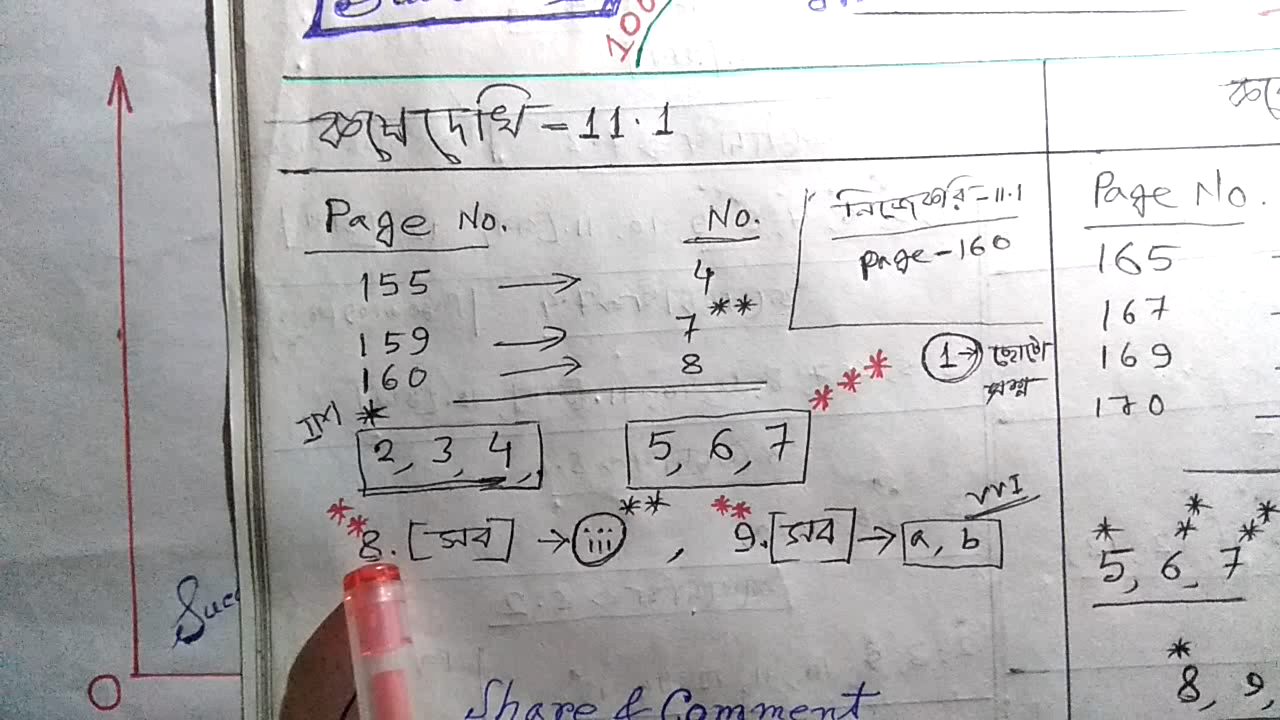 100
কষে দেখি - 11.1
Page No. No.
155 → 4
159 → 7 **
160 → 8
নিজে করি - 11.1
page - 160
1 → ছোটো
প্রশ্ন
IM *
2, 3, 4, 5, 6, 7 ***
** 8. [সব] → iii ** , ** 9. [সব] → a, b VVI
Share & Comment
কষে
Page No.
165
167
169
170
* ** **
5, 6, 7
*
8, 9,
O